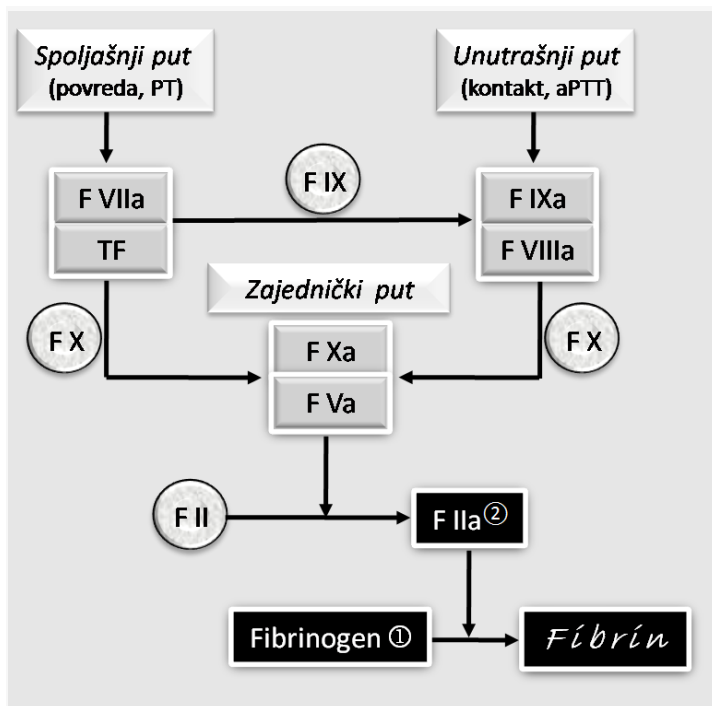 Spoljašnji put
(povreda, PT)
Unutrašnji put
(kontakt, aPTT)
F VIIa
TF
F IX
F IXa
F VIIIa
Zajednički put
F X
F Xa
F Va
F X
F II
F IIa②
Fibrinogen ①
Fibrin